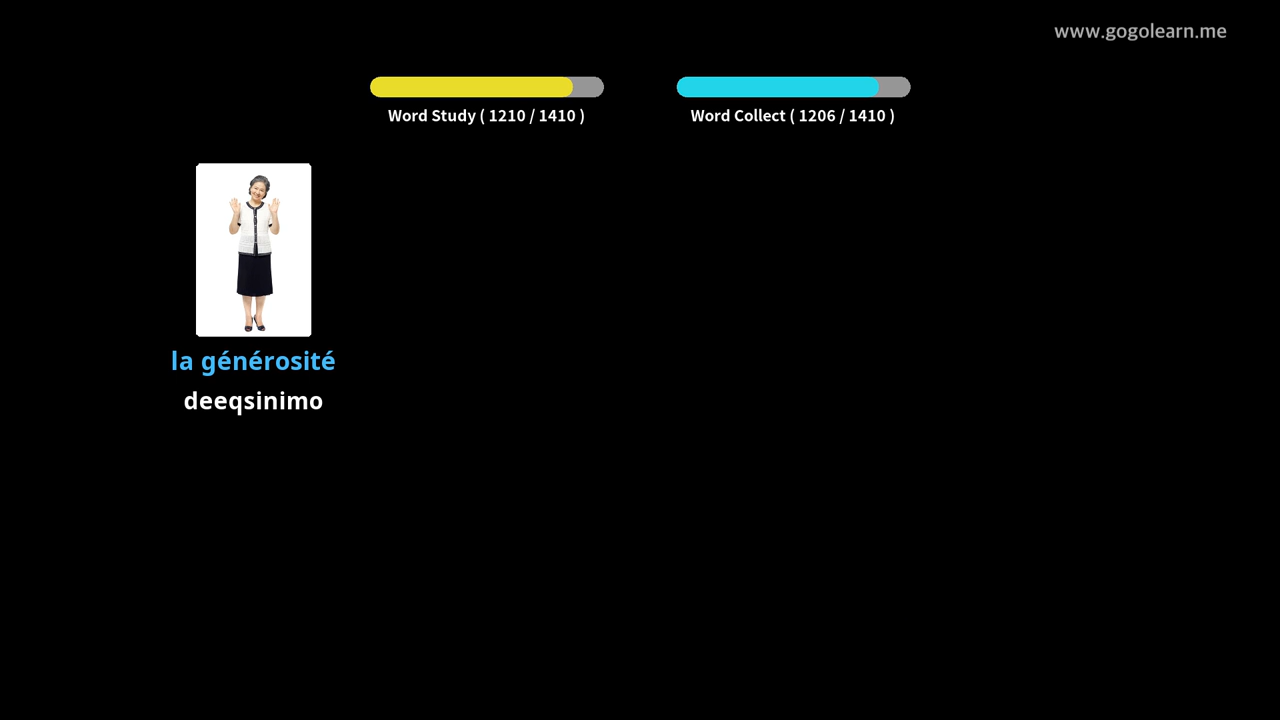 www.gogolearn.me
Word Study ( 1210 / 1410 )
Word Collect ( 1206 / 1410 )
la générosité
deeqsinimo